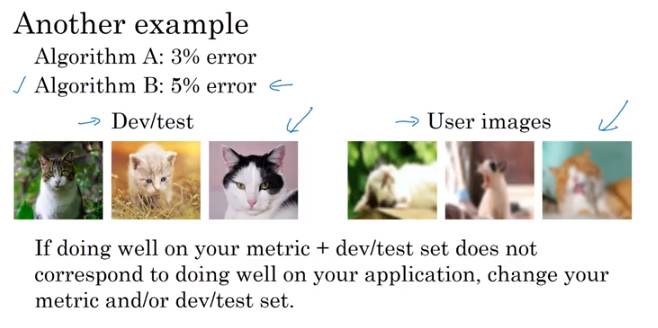 Another example
Algorithm A: 3% error
Algorithm B: 5% error
Dev/test
User images
If doing well on your metric + dev/test set does not
correspond to doing well on your application, change your
metric and/or dev/test set.